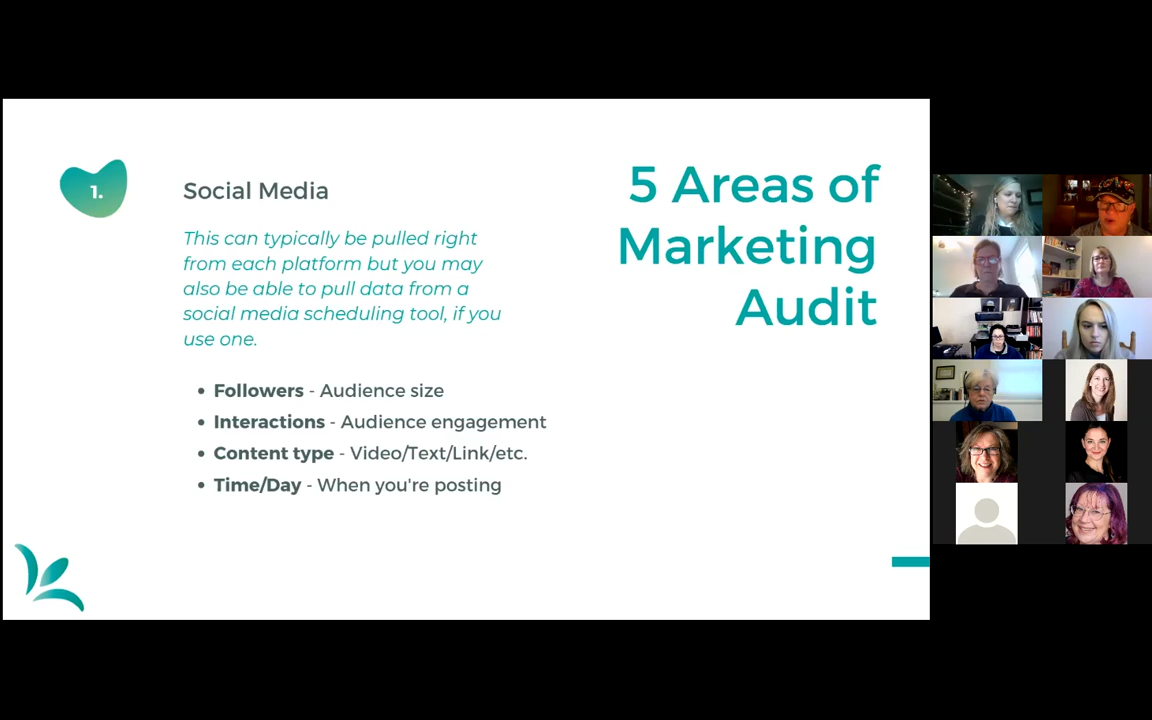 1.
Social Media
This can typically be pulled right
from each platform but you may
also be able to pull data from a
social media scheduling tool, if you
use one.
• Followers - Audience size
• Interactions - Audience engagement
• Content type - Video/Text/Link/etc.
• Time/Day - When you're posting
5 Areas of
Marketing
Audit